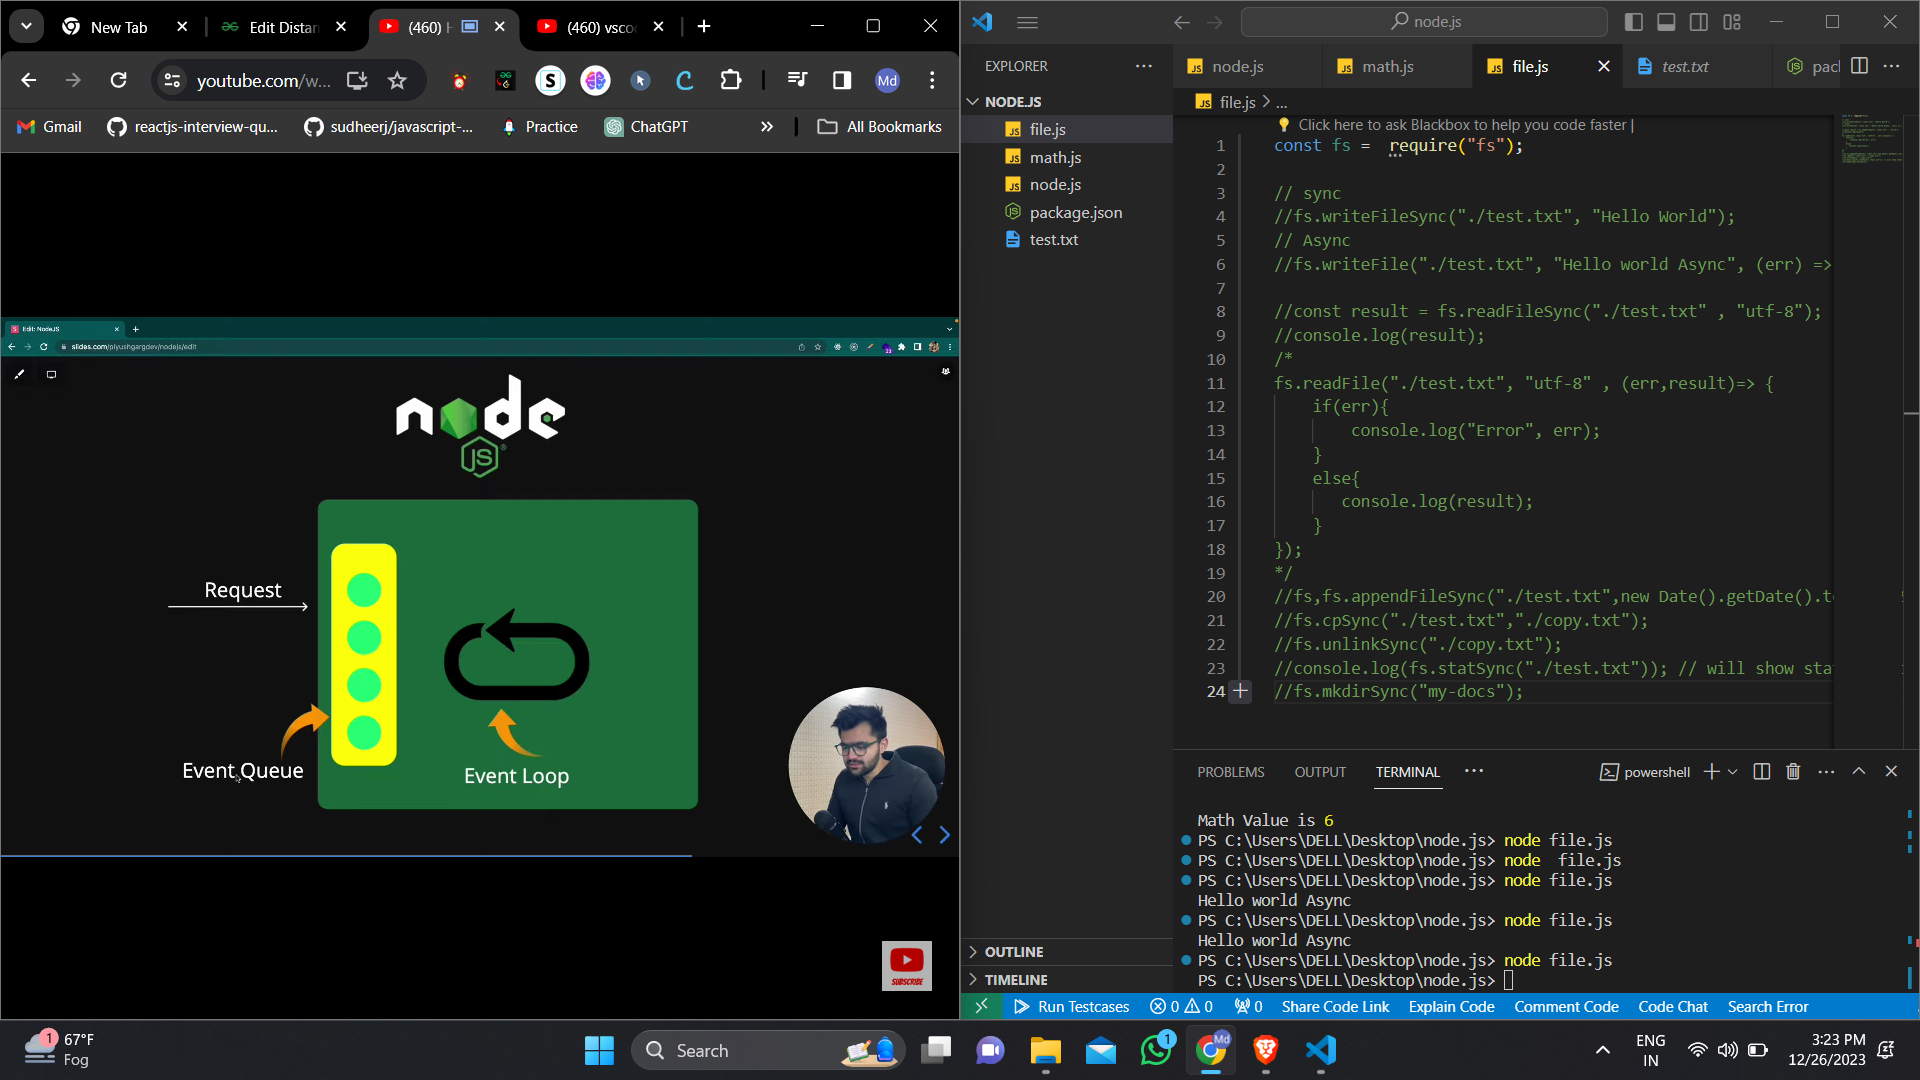 New Tab
Edit Distan
(460) H
(460) vsco
youtube.com/w...
Md
Gmail
reactjs-interview-qu...
sudheerj/javascript-...
Practice
ChatGPT
All Bookmarks
Edit: NodeJS
slides.com/piyushgargdev/nodejs/edit
node
JS
Request
Event Queue
Event Loop
SUBSCRIBE
node.js
EXPLORER
NODE.JS
file.js
math.js
node.js
package.json
test.txt
OUTLINE
TIMELINE
node.js
math.js
file.js
test.txt
pacl
file.js > ...
Click here to ask Blackbox to help you code faster |
1 const fs =  require("fs");
2
3 // sync
4 //fs.writeFileSync("./test.txt", "Hello World");
5 // Async
6 //fs.writeFile("./test.txt", "Hello world Async", (err) =>
7
8 //const result = fs.readFileSync("./test.txt" , "utf-8");
9 //console.log(result);
10 /*
11 fs.readFile("./test.txt", "utf-8" , (err,result)=> {
12 if(err){
13 console.log("Error", err);
14 }
15 else{
16 console.log(result);
17 }
18 });
19 */
20 //fs,fs.appendFileSync("./test.txt",new Date().getDate().to
21 //fs.cpSync("./test.txt","./copy.txt");
22 //fs.unlinkSync("./copy.txt");
23 //console.log(fs.statSync("./test.txt")); // will show sta
24 //fs.mkdirSync("my-docs");
PROBLEMS
OUTPUT
TERMINAL
powershell
Math Value is 6
PS C:\Users\DELL\Desktop\node.js> node file.js
PS C:\Users\DELL\Desktop\node.js> node  file.js
PS C:\Users\DELL\Desktop\node.js> node file.js
Hello world Async
PS C:\Users\DELL\Desktop\node.js> node file.js
Hello world Async
PS C:\Users\DELL\Desktop\node.js> node file.js
PS C:\Users\DELL\Desktop\node.js>
Run Testcases
0
0
0
Share Code Link
Explain Code
Comment Code
Code Chat
Search Error
1
67°F
Fog
Search
1
Md
ENG
IN
3:23 PM
12/26/2023